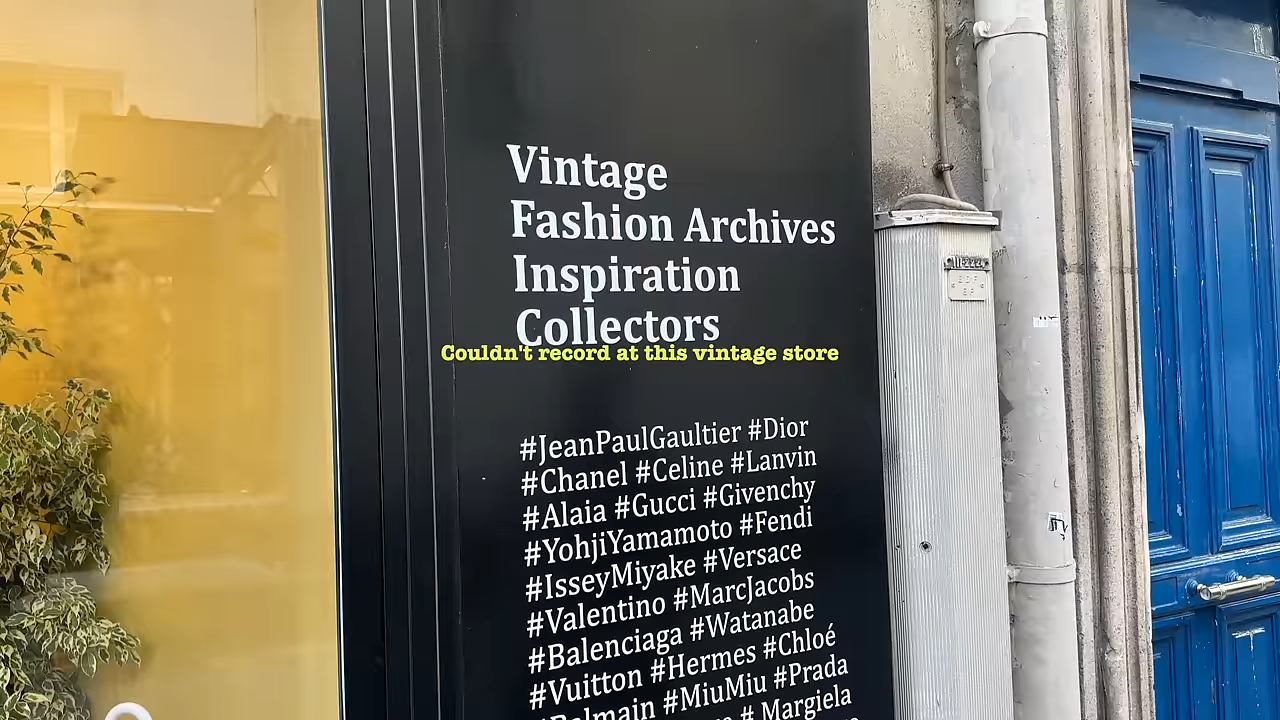 Vintage
Fashion Archives
Inspiration
Collectors
Couldn't record at this vintage store
#JeanPaulGaultier #Dior
#Chanel #Celine #Lanvin
#Alaia #Gucci #Givenchy
#YohjiYamamoto #Fendi
#IsseyMiyake #Versace
#Valentino #MarcJacobs
#Balenciaga #Watanabe
#Vuitton #Hermes #Chloé
#Balmain #MiuMiu #Prada
# Margiela